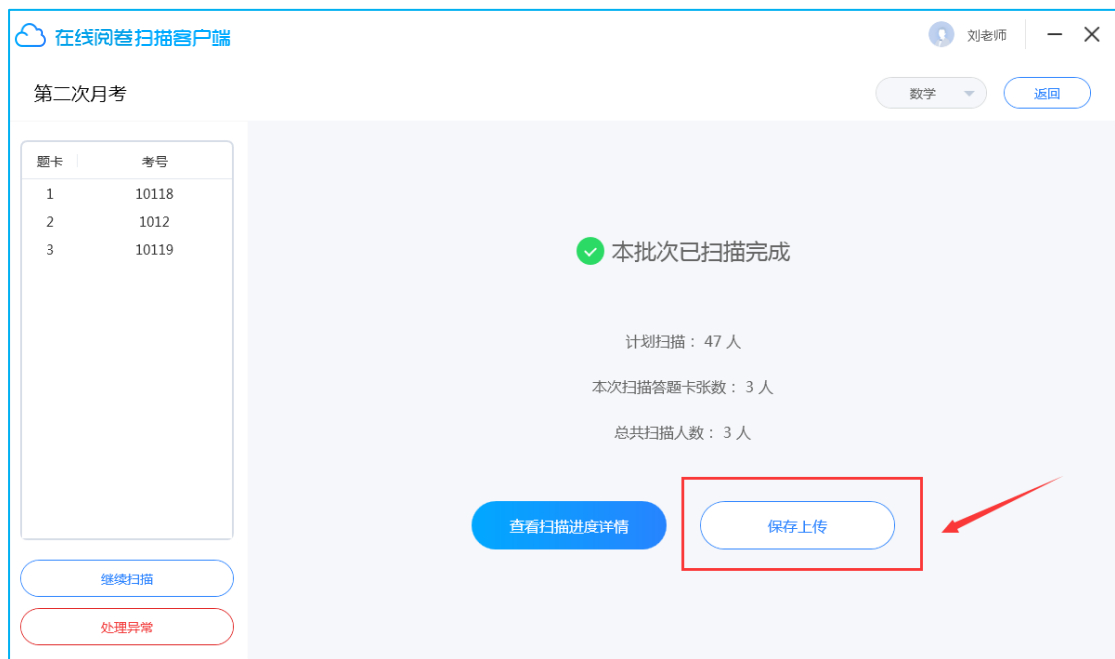 在线阅卷扫描客户端
刘老师
第二次月考
数学
返回
题卡 考号
1 10118
2 1012
3 10119
本批次已扫描完成
计划扫描： 47 人
本次扫描答题卡张数： 3 人
总共扫描人数： 3 人
查看扫描进度详情
保存上传
继续扫描
处理异常